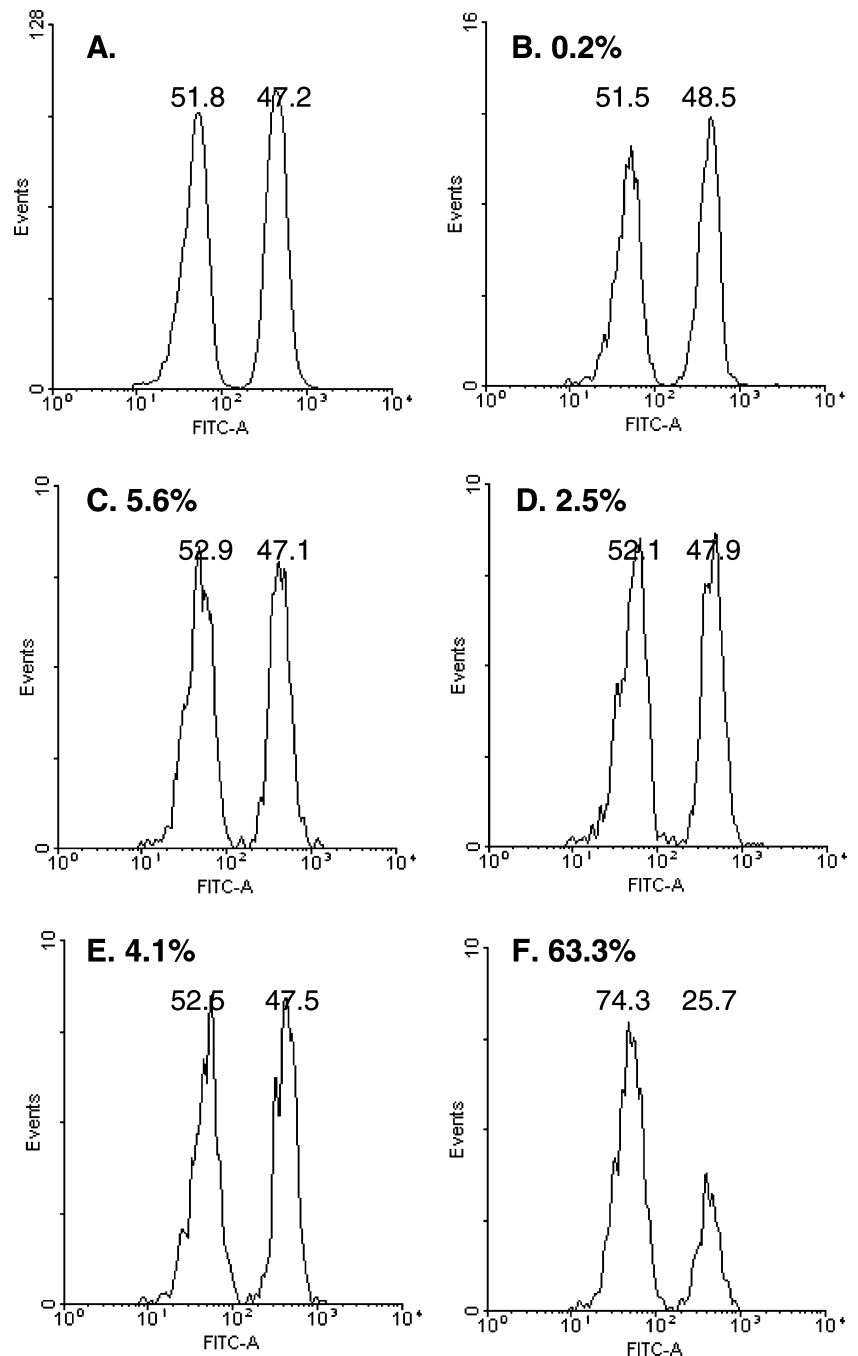 128
A.
51.8 47.2
Events
0
10⁰ 10¹ 10² 10³ 10⁴
FITC-A
16
B. 0.2%
51.5 48.5
Events
0
10⁰ 10¹ 10² 10³ 10⁴
FITC-A
10
C. 5.6%
52.9 47.1
Events
0
10⁰ 10¹ 10² 10³ 10⁴
FITC-A
10
D. 2.5%
52.1 47.9
Events
0
10⁰ 10¹ 10² 10³ 10⁴
FITC-A
10
E. 4.1%
52.5 47.5
Events
0
10⁰ 10¹ 10² 10³ 10⁴
FITC-A
10
F. 63.3%
74.3 25.7
Events
0
10⁰ 10¹ 10² 10³ 10⁴
FITC-A